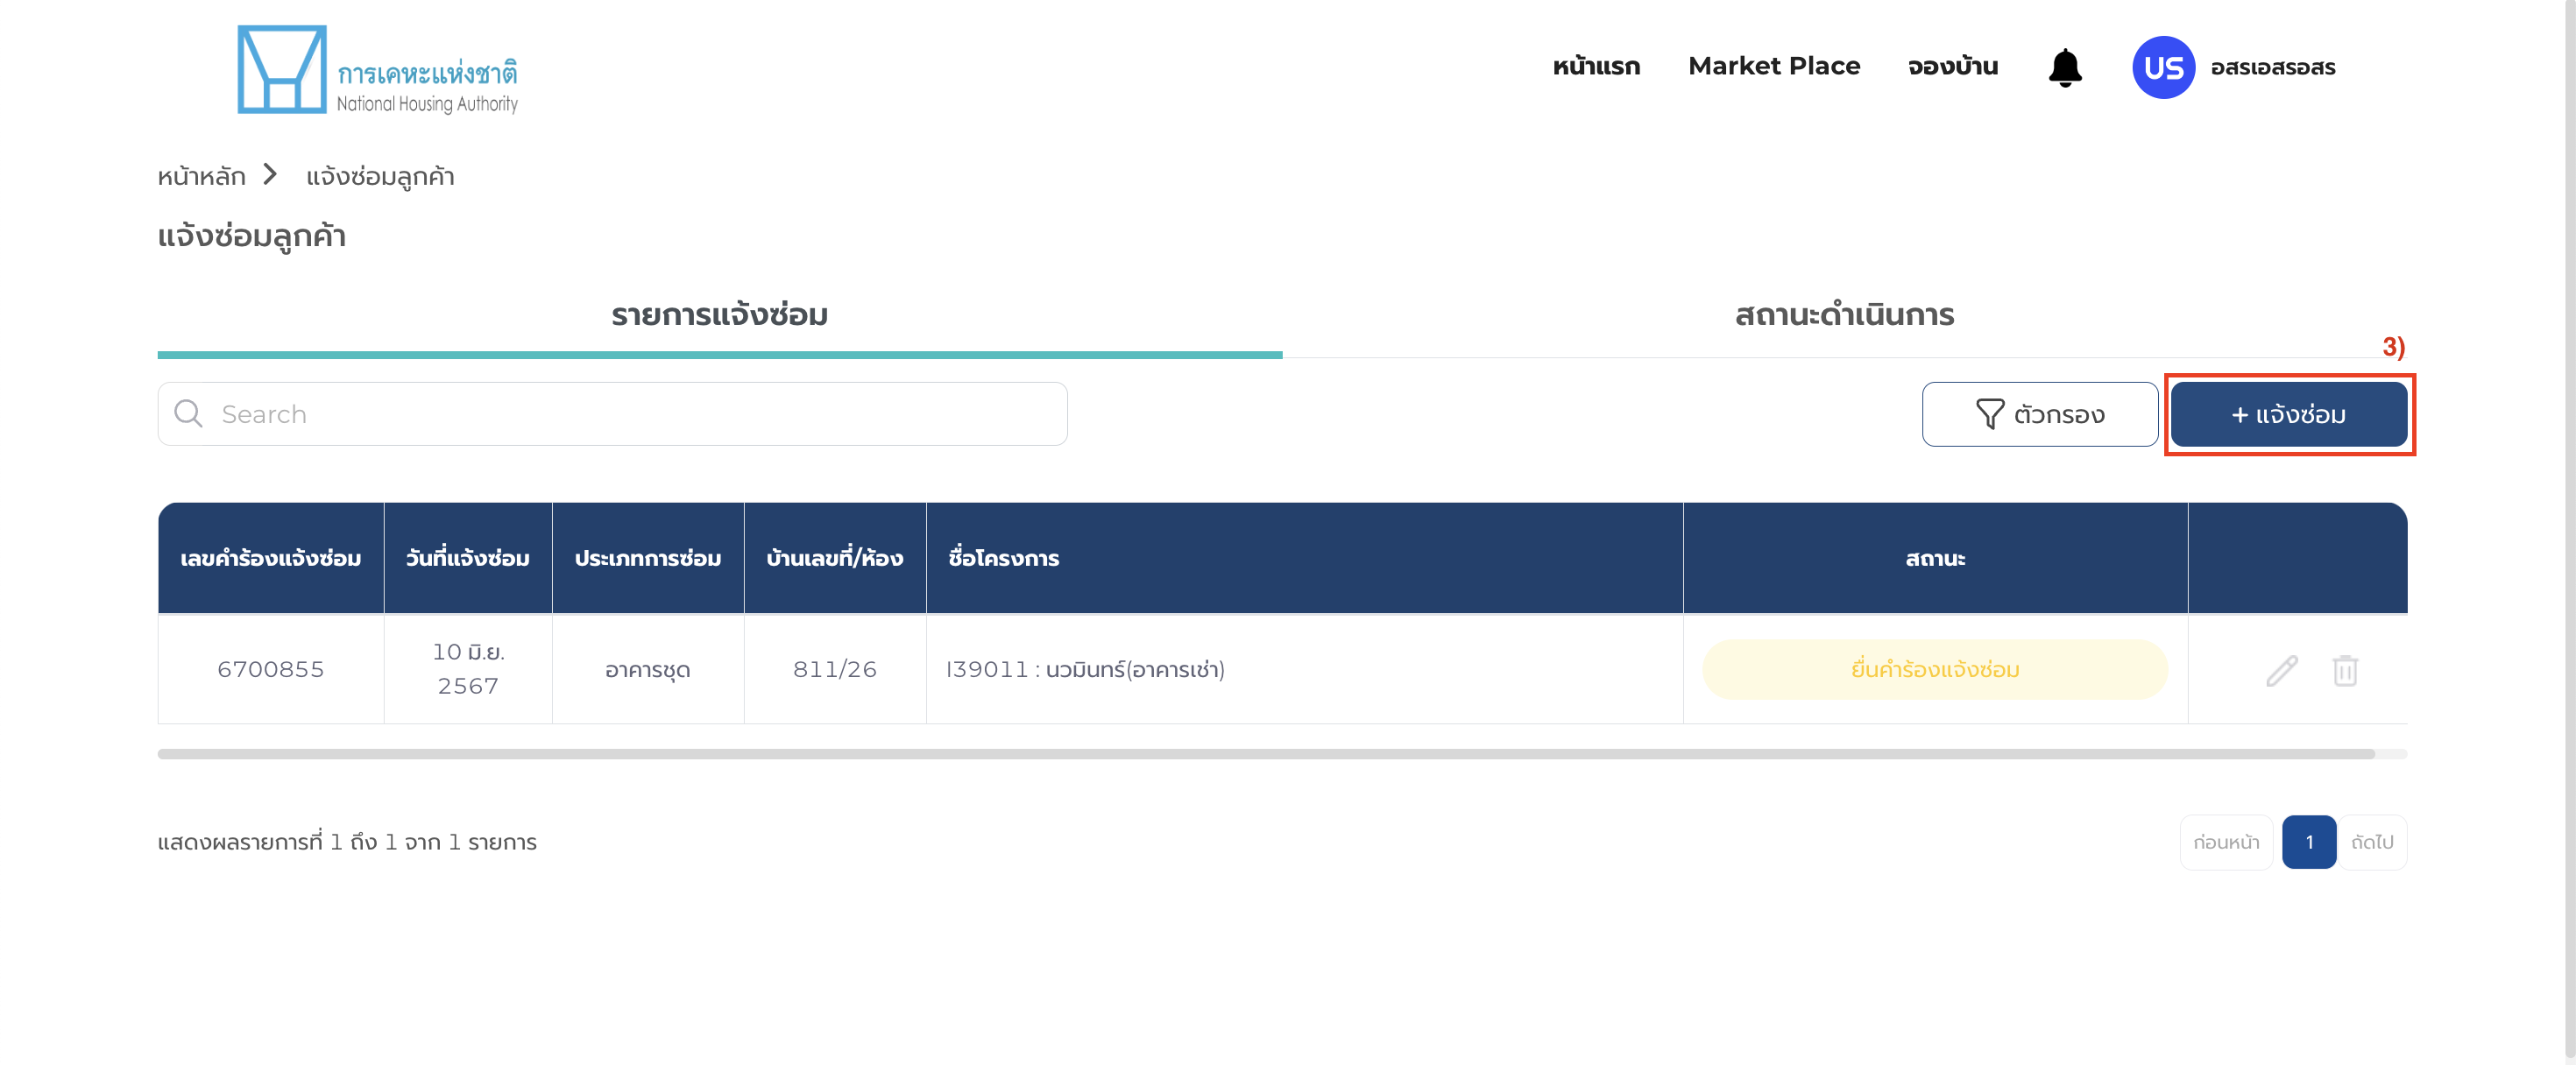 การเคหะแห่งชาติ
National Housing Authority
หน้าแรก
Market Place
จองบ้าน
US
อสรเอสรอสร
หน้าหลัก
แจ้งซ่อมลูกค้า
แจ้งซ่อมลูกค้า
รายการแจ้งซ่อม
สถานะดำเนินการ
3)
Search
ตัวกรอง
+ แจ้งซ่อม
เลขคำร้องแจ้งซ่อม
วันที่แจ้งซ่อม
ประเภทการซ่อม
บ้านเลขที่/ห้อง
ชื่อโครงการ
สถานะ
6700855
10 มิ.ย.
2567
อาคารชุด
811/26
I39011 : นวมินทร์(อาคารเช่า)
ยื่นคำร้องแจ้งซ่อม
แสดงผลรายการที่ 1 ถึง 1 จาก 1 รายการ
ก่อนหน้า
1
ถัดไป